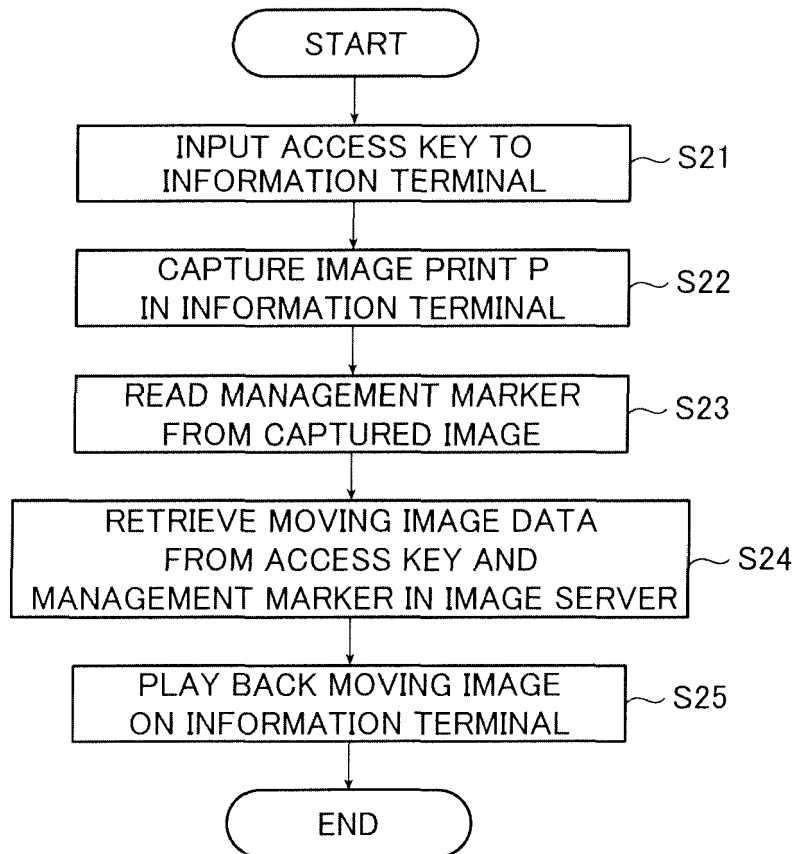 START
INPUT ACCESS KEY TO
INFORMATION TERMINAL
S21
CAPTURE IMAGE PRINT P
IN INFORMATION TERMINAL
S22
READ MANAGEMENT MARKER
FROM CAPTURED IMAGE
S23
RETRIEVE MOVING IMAGE DATA
FROM ACCESS KEY AND
MANAGEMENT MARKER IN IMAGE SERVER
S24
PLAY BACK MOVING IMAGE
ON INFORMATION TERMINAL
S25
END